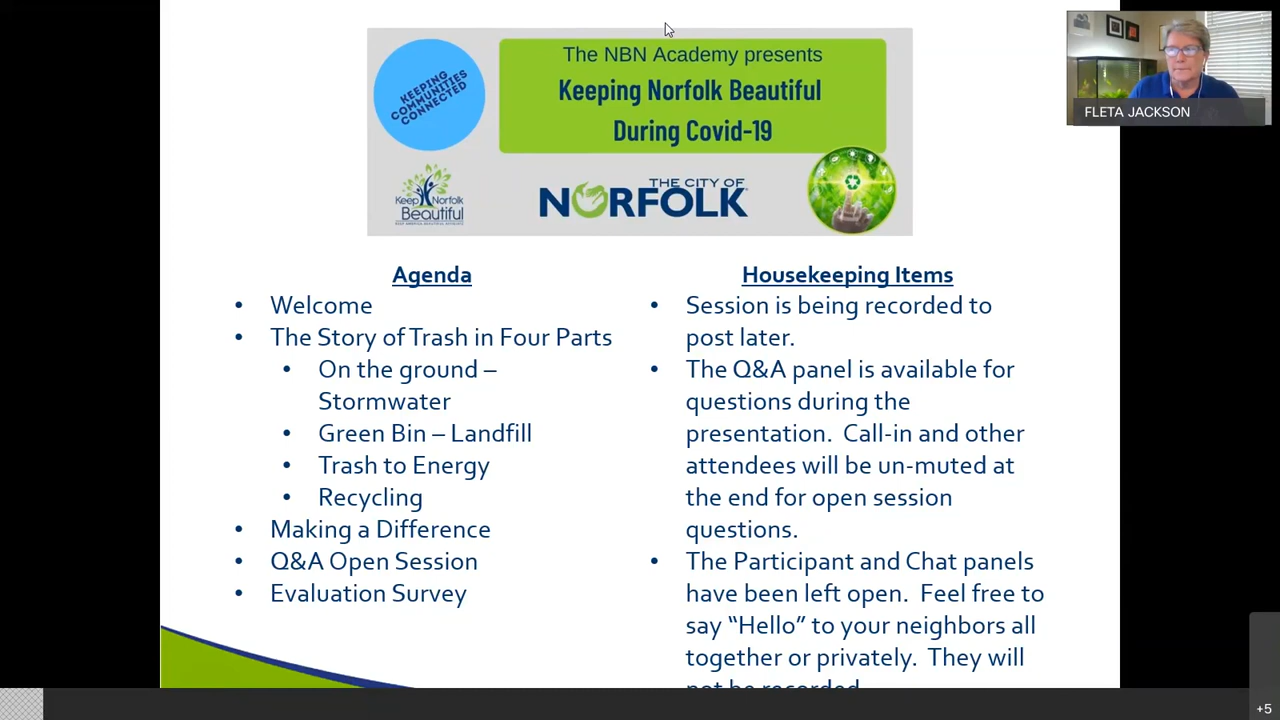 The NBN Academy presents
Keeping Norfolk Beautiful
During Covid-19
KEEPING
COMMUNITIES
CONNECTED
Keep Norfolk
Beautiful
KEEP AMERICA BEAUTIFUL AFFILIATE
THE CITY OF
NORFOLK
FLETA JACKSON
Agenda
• Welcome
• The Story of Trash in Four Parts
• On the ground –
Stormwater
• Green Bin – Landfill
• Trash to Energy
• Recycling
• Making a Difference
• Q&A Open Session
• Evaluation Survey
Housekeeping Items
• Session is being recorded to
post later.
• The Q&A panel is available for
questions during the
presentation. Call-in and other
attendees will be un-muted at
the end for open session
questions.
• The Participant and Chat panels
have been left open. Feel free to
say “Hello” to your neighbors all
together or privately. They will
not be recorded
+5